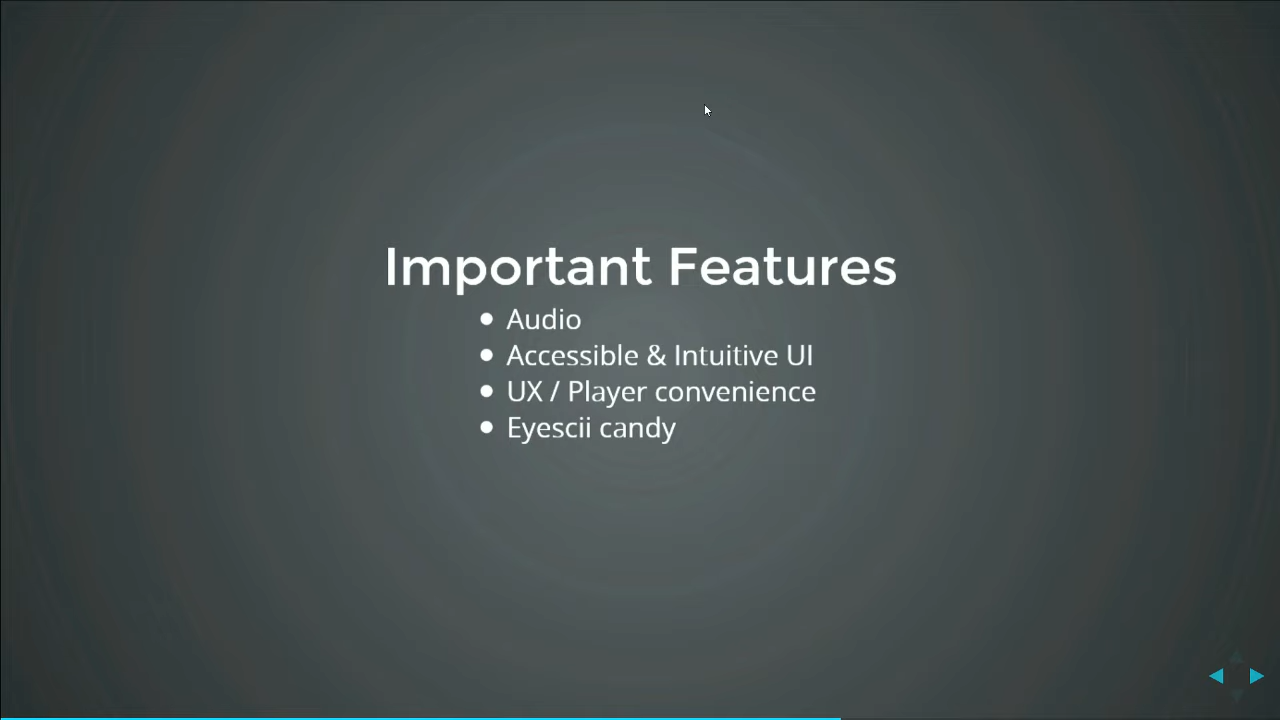 Important Features
• Audio
• Accessible & Intuitive UI
• UX / Player convenience
• Eyescii candy